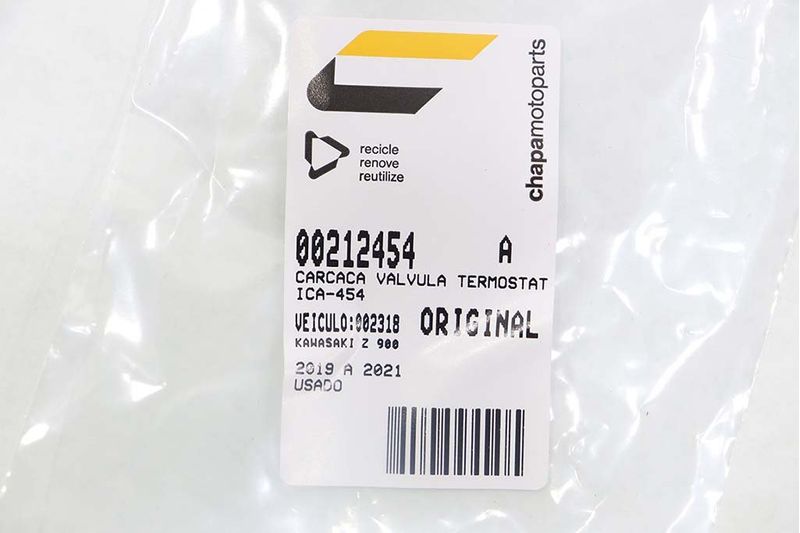 chapamotoparts
recicle
renove
reutilize
00212454 A
CARCACA VALVULA TERMOSTAT
ICA-454
VEICULO:002318 ORIGINAL
KAWASAKI Z 900
2019 A 2021
USADO